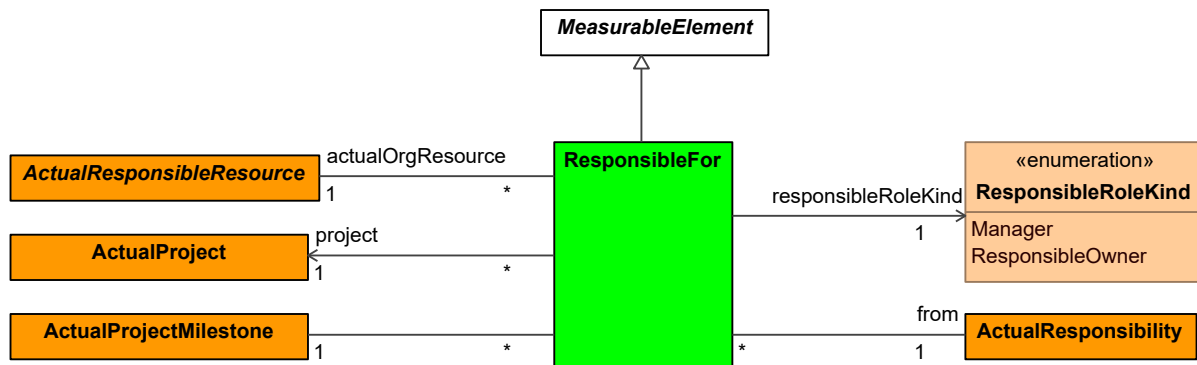 MeasurableElement
actualOrgResource
ActualResponsibleResource
1
*
project
ActualProject
1
*
ActualProjectMilestone
1
*
ResponsibleFor
responsibleRoleKind
1
«enumeration»
ResponsibleRoleKind
Manager
ResponsibleOwner
from
ActualResponsibility
*
1